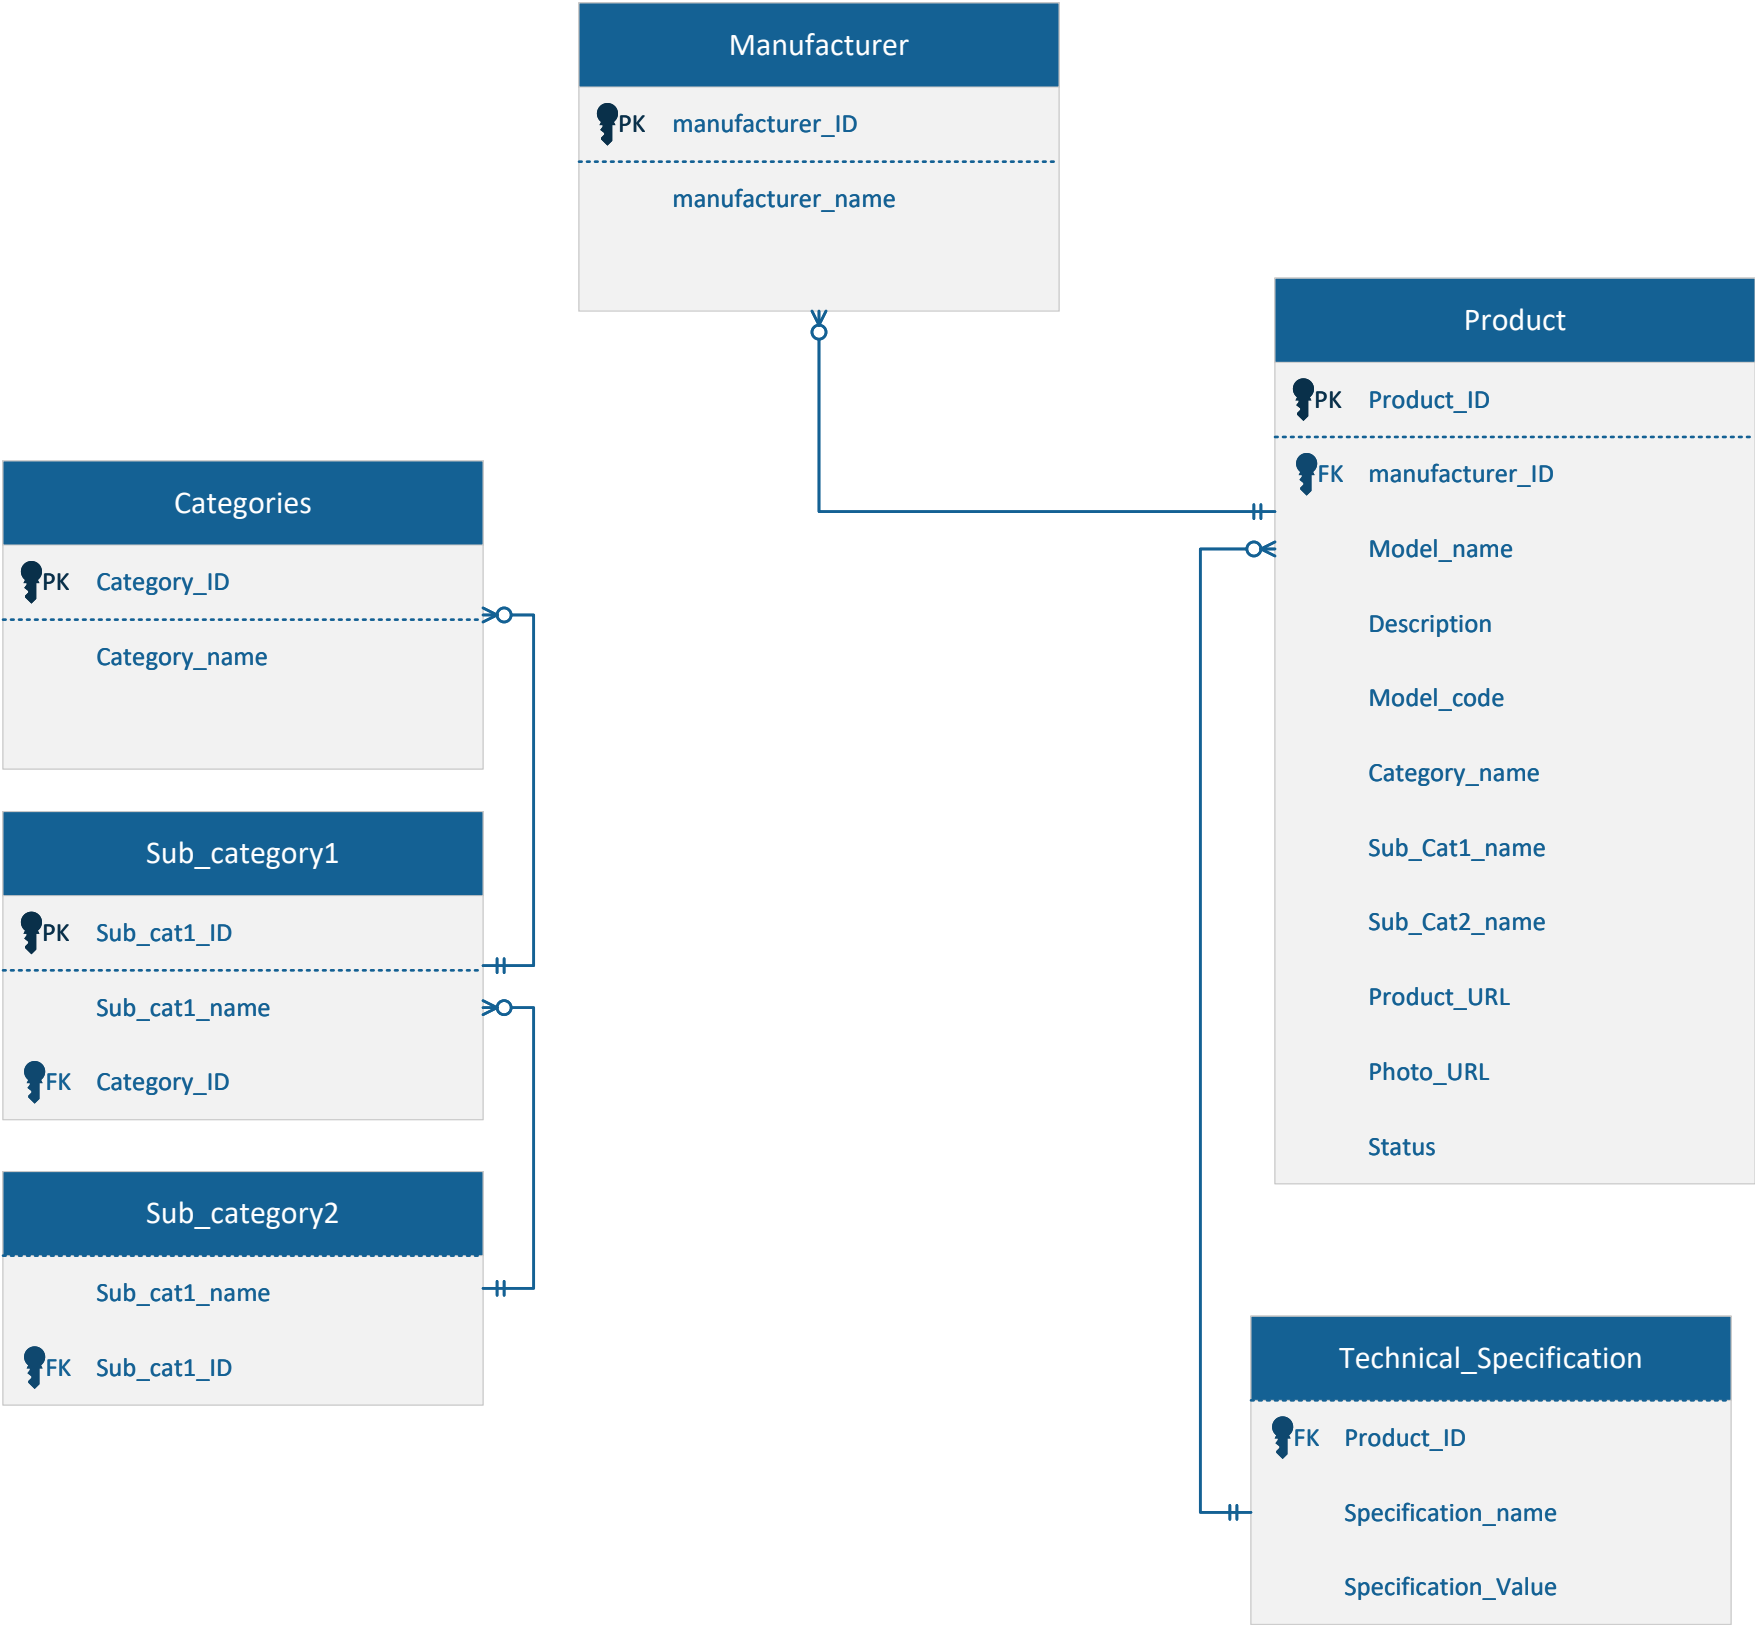 Manufacturer
PK manufacturer_ID
manufacturer_name
Product
PK Product_ID
FK manufacturer_ID
Model_name
Description
Model_code
Category_name
Sub_Cat1_name
Sub_Cat2_name
Product_URL
Photo_URL
Status
Categories
PK Category_ID
Category_name
Sub_category1
PK Sub_cat1_ID
Sub_cat1_name
FK Category_ID
Sub_category2
Sub_cat1_name
FK Sub_cat1_ID
Technical_Specification
FK Product_ID
Specification_name
Specification_Value